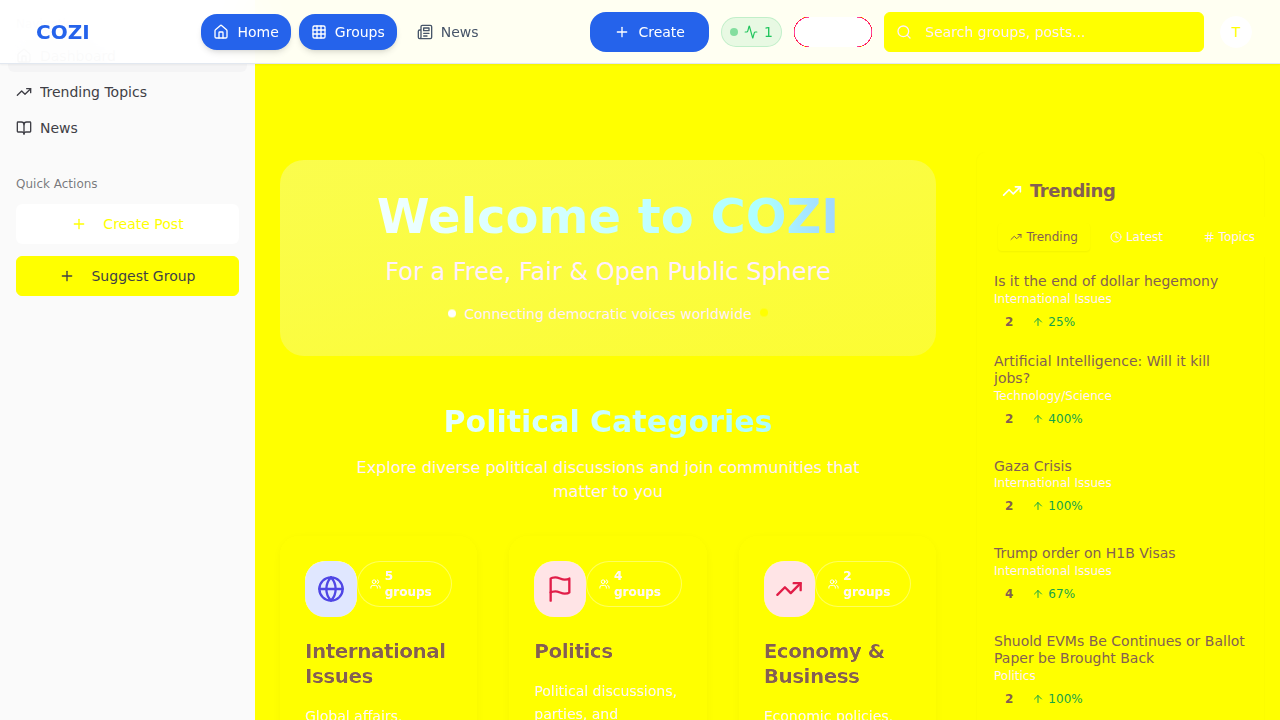 COZI
Home
Groups
News
Create
1
Search groups, posts...
T
Trending Topics
News
Quick Actions
Create Post
Suggest Group
Welcome to COZI
For a Free, Fair & Open Public Sphere
Connecting democratic voices worldwide
Political Categories
Explore diverse political discussions and join communities that
matter to you
5
groups
International
Issues
Global affairs,
4
groups
Politics
Political discussions,
parties, and
2
groups
Economy &
Business
Economic policies,
Trending
Trending
Latest
# Topics
Is it the end of dollar hegemony
International Issues
2
25%
Artificial Intelligence: Will it kill
jobs?
Technology/Science
2
400%
Gaza Crisis
International Issues
2
100%
Trump order on H1B Visas
International Issues
4
67%
Shuold EVMs Be Continues or Ballot
Paper be Brought Back
Politics
2
100%